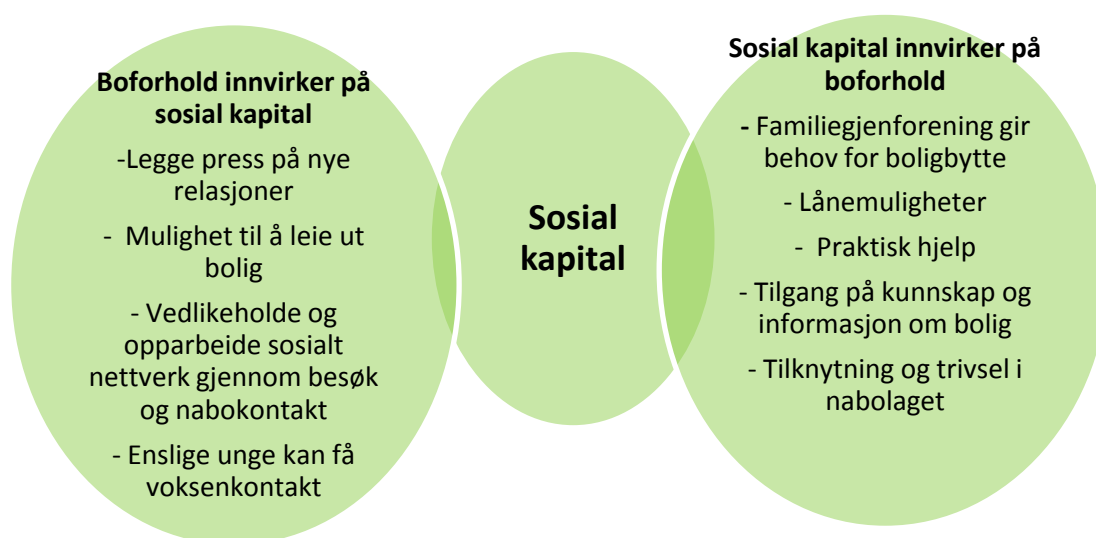 Boforhold innvirker på
sosial kapital
-Legge press på nye
relasjoner
- Mulighet til å leie ut
bolig
- Vedlikeholde og
opparbeide sosialt
nettverk gjennom besøk
og nabokontakt
- Enslige unge kan få
voksenkontakt
Sosial
kapital
Sosial kapital innvirker på
boforhold
- Familiegjenforening gir
behov for boligbytte
- Lånemuligheter
- Praktisk hjelp
- Tilgang på kunnskap og
informasjon om bolig
- Tilknytning og trivsel i
nabolaget